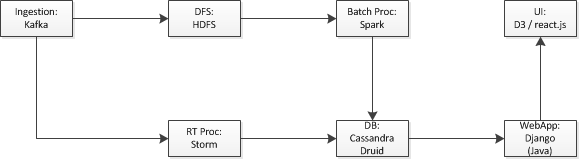 Ingestion:
Kafka
DFS:
HDFS
Batch Proc:
Spark
UI:
D3 / react.js
RT Proc:
Storm
DB:
Cassandra
Druid
WebApp:
Django
(Java)